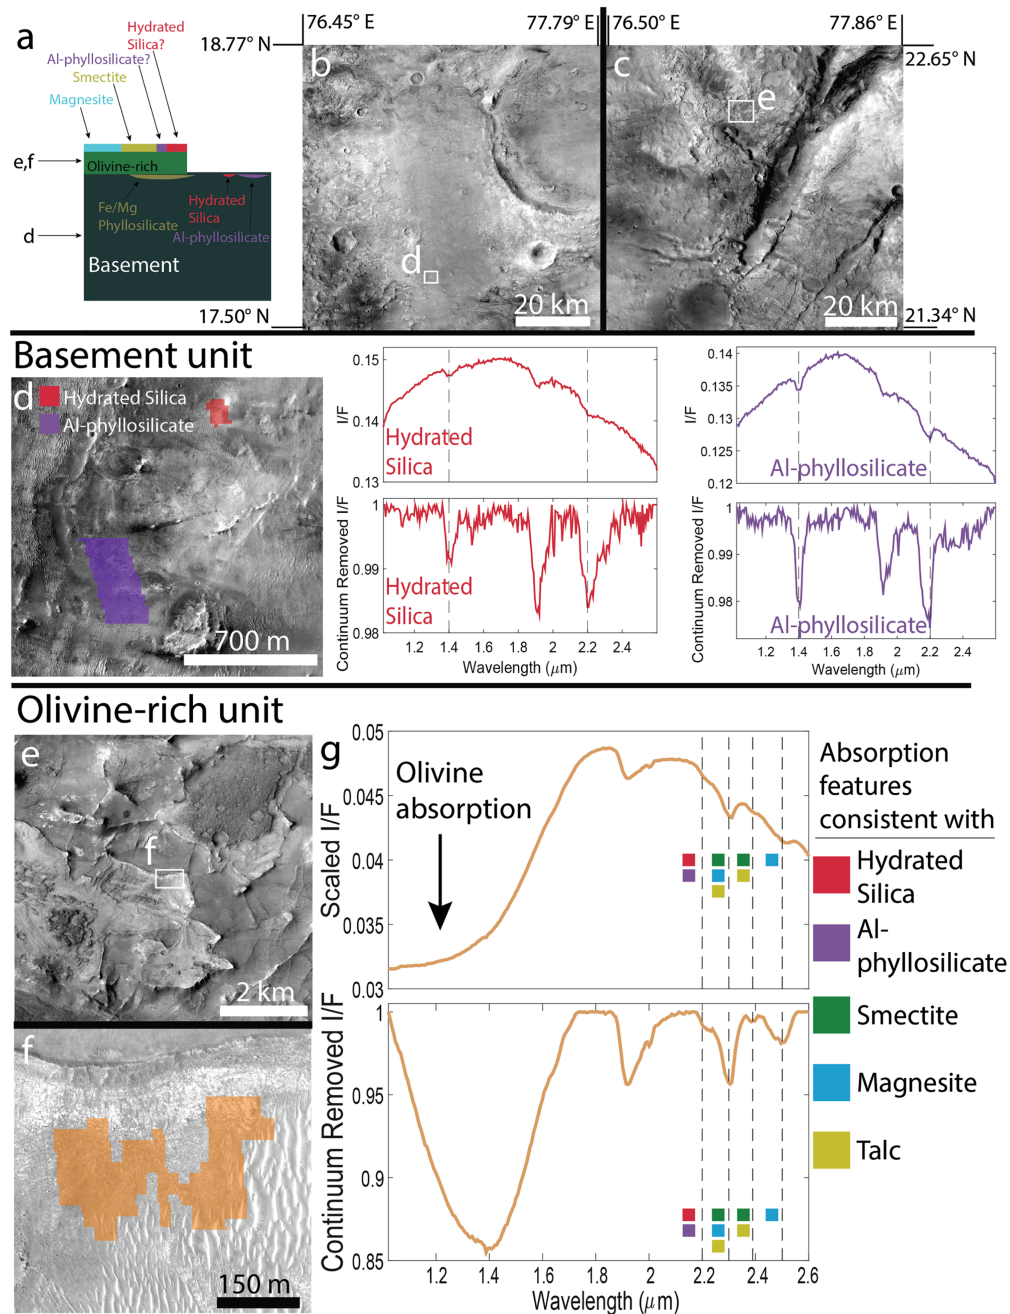 a
Hydrated
Silica?
Al-phyllosilicate?
Smectite
Magnesite
e,f
Olivine-rich
Fe/Mg
Phyllosilicate
Hydrated
Silica
Al-phyllosilicate
d
Basement
76.45° E
77.79° E
76.50° E
77.86° E
18.77° N
22.65° N
17.50° N
21.34° N
b
d
20 km
c
e
20 km
Basement unit
d
Hydrated Silica
Al-phyllosilicate
700 m
0.15
0.14
0.13
I/F
Hydrated
Silica
1
0.99
0.98
Continuum Removed I/F
Hydrated
Silica
1.2 1.4 1.6 1.8 2 2.2 2.4
Wavelength (μm)
0.14
0.135
0.13
0.125
0.12
I/F
Al-phyllosilicate
1
0.99
0.98
Continuum Removed I/F
Al-phyllosilicate
1.2 1.4 1.6 1.8 2 2.2 2.4
Wavelength (μm)
Olivine-rich unit
e
f
2 km
f
150 m
g
0.05
0.045
0.04
0.035
0.03
Scaled I/F
Olivine
absorption
1
0.95
0.9
0.85
Continuum Removed I/F
1.2 1.4 1.6 1.8 2 2.2 2.4 2.6
Wavelength (μm)
Absorption
features
consistent with
Hydrated
Silica
Al-
phyllosilicate
Smectite
Magnesite
Talc